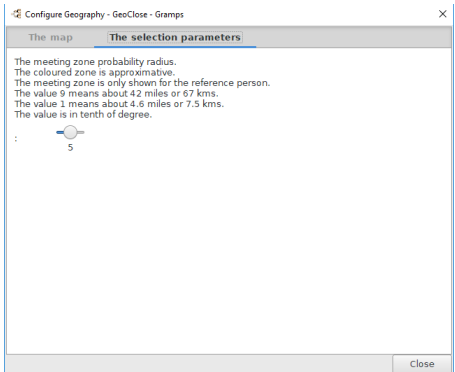 Configure Geography - GeoClose - Gramps
The map
The selection parameters
The meeting zone probability radius.
The coloured zone is approximative.
The meeting zone is only shown for the reference person.
The value 9 means about 42 miles or 67 kms.
The value 1 means about 4.6 miles or 7.5 kms.
The value is in tenth of degree.
:
5
Close